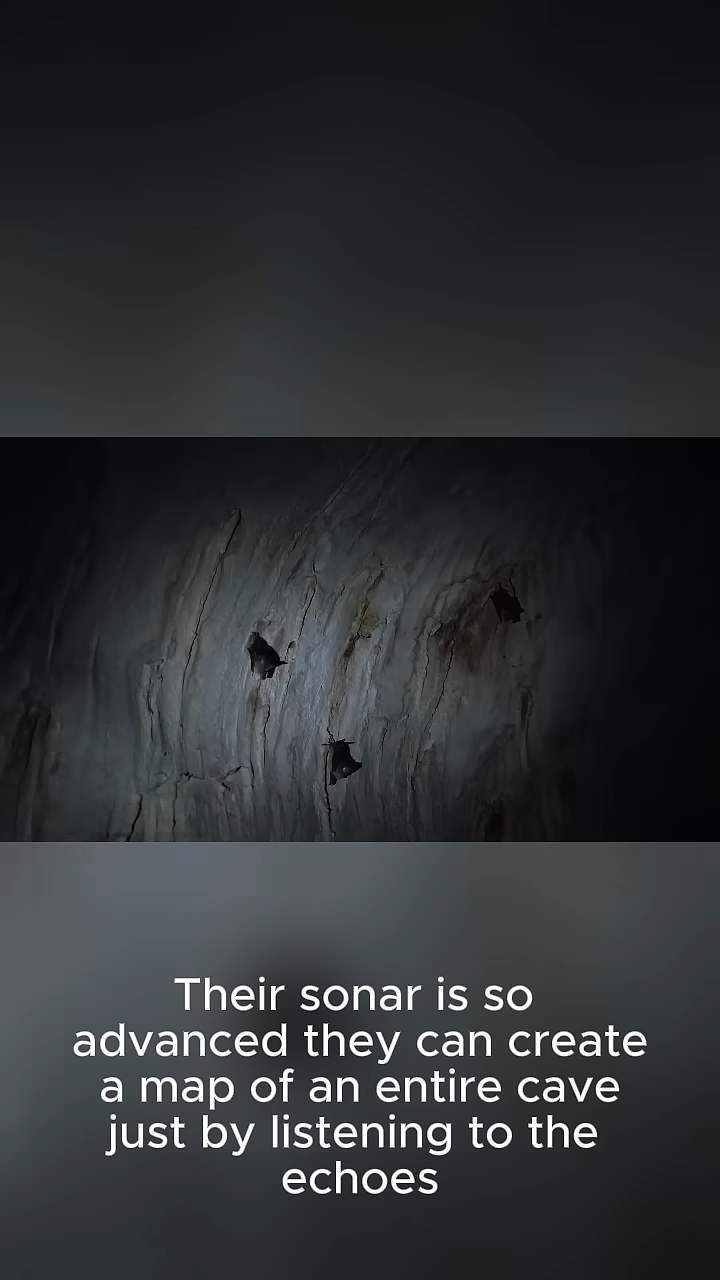 Their sonar is so
advanced they can create
a map of an entire cave
just by listening to the
echoes